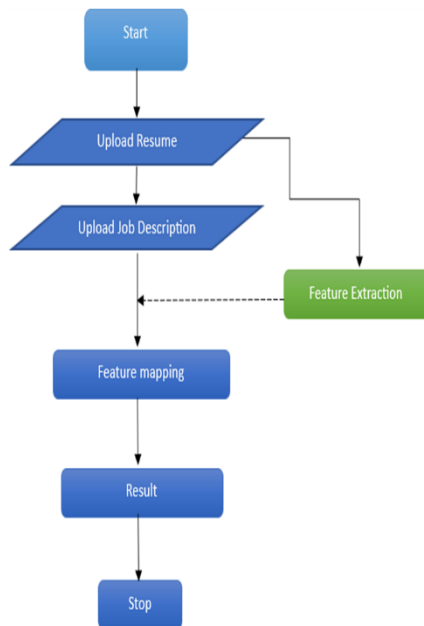 Start
Upload Resume
Upload Job Description
Feature Extraction
Feature mapping
Result
Stop